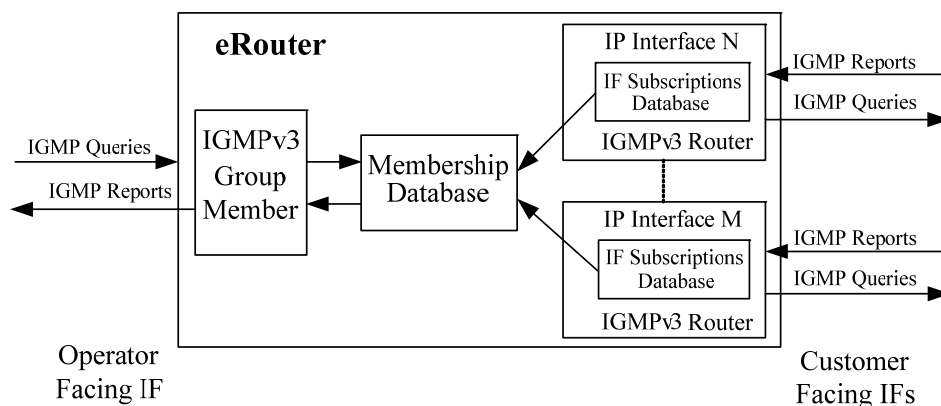 eRouter
IP Interface N
IF Subscriptions
Database
IGMPv3 Router
IGMP Reports
IGMP Queries
IGMP Queries
IGMP Reports
IGMPv3
Group
Member
Membership
Database
IP Interface M
IF Subscriptions
Database
IGMPv3 Router
IGMP Reports
IGMP Queries
Operator
Facing IF
Customer
Facing IFs